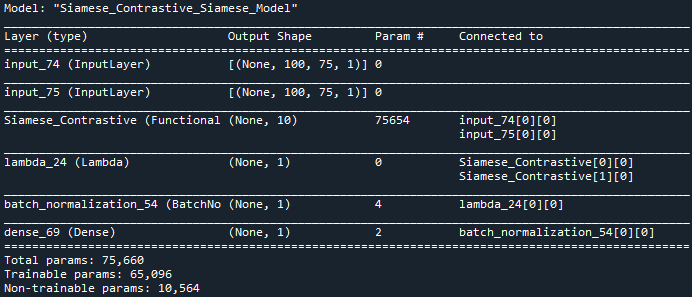 Model: "Siamese_Contrastive_Siamese_Model"
Layer (type) Output Shape Param # Connected to
input_74 (InputLayer) [(None, 100, 75, 1)] 0
input_75 (InputLayer) [(None, 100, 75, 1)] 0
Siamese_Contrastive (Functional (None, 10) 75654 input_74[0][0]
input_75[0][0]
lambda_24 (Lambda) (None, 1) 0 Siamese_Contrastive[0][0]
Siamese_Contrastive[1][0]
batch_normalization_54 (BatchNo (None, 1) 4 lambda_24[0][0]
dense_69 (Dense) (None, 1) 2 batch_normalization_54[0][0]
Total params: 75,660
Trainable params: 65,096
Non-trainable params: 10,564